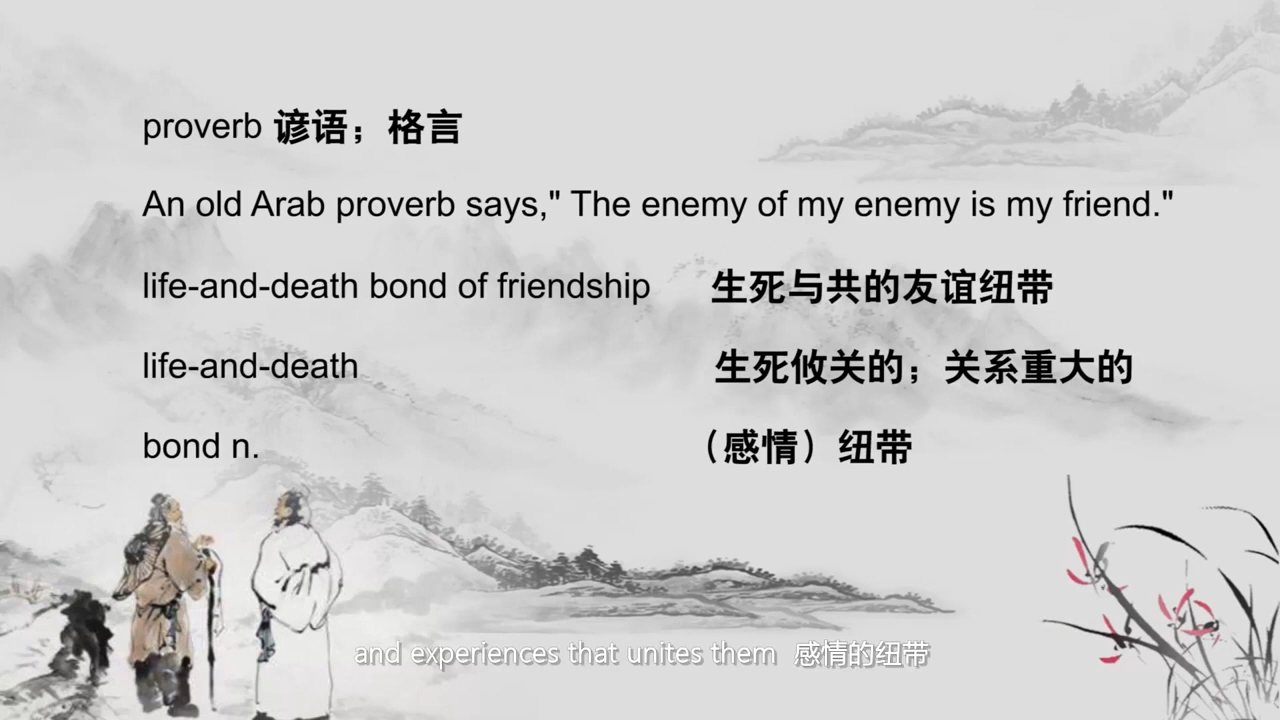 proverb 谚语；格言
An old Arab proverb says," The enemy of my enemy is my friend."
life-and-death bond of friendship 生死与共的友谊纽带
life-and-death 生死攸关的；关系重大的
bond n. （感情）纽带
and experiences that unites them 感情的纽带